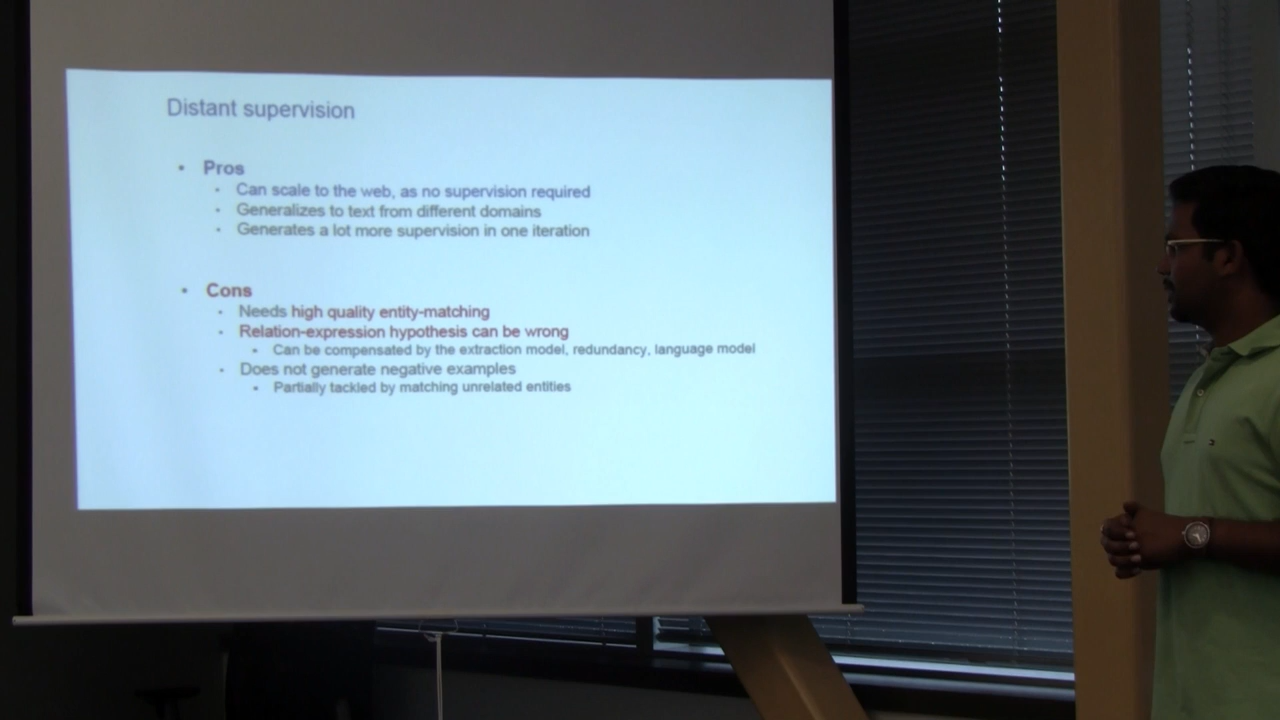 Distant supervision
• Pros
• Can scale to the web, as no supervision required
• Generalizes to text from different domains
• Generates a lot more supervision in one iteration
• Cons
• Needs high quality entity-matching
• Relation-expression hypothesis can be wrong
• Can be compensated by the extraction model, redundancy, language model
• Does not generate negative examples
• Partially tackled by matching unrelated entities